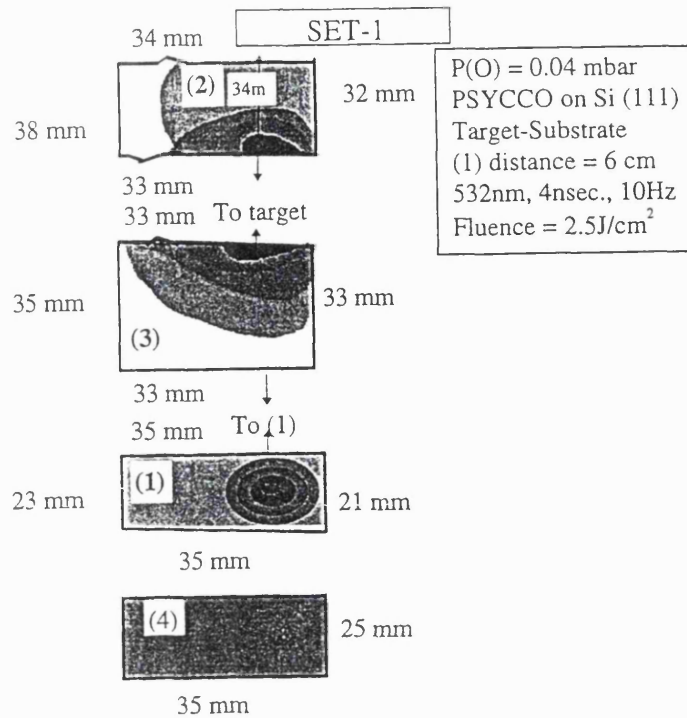 SET-1
34 mm
(2)
34m
32 mm
38 mm
33 mm
33 mm
To target
P(O) = 0.04 mbar
PSYCCO on Si (111)
Target-Substrate
(1) distance = 6 cm
532nm, 4nsec., 10Hz
Fluence = 2.5J/cm²
35 mm
33 mm
(3)
33 mm
35 mm
To (1)
23 mm
(1)
21 mm
35 mm
(4)
25 mm
35 mm